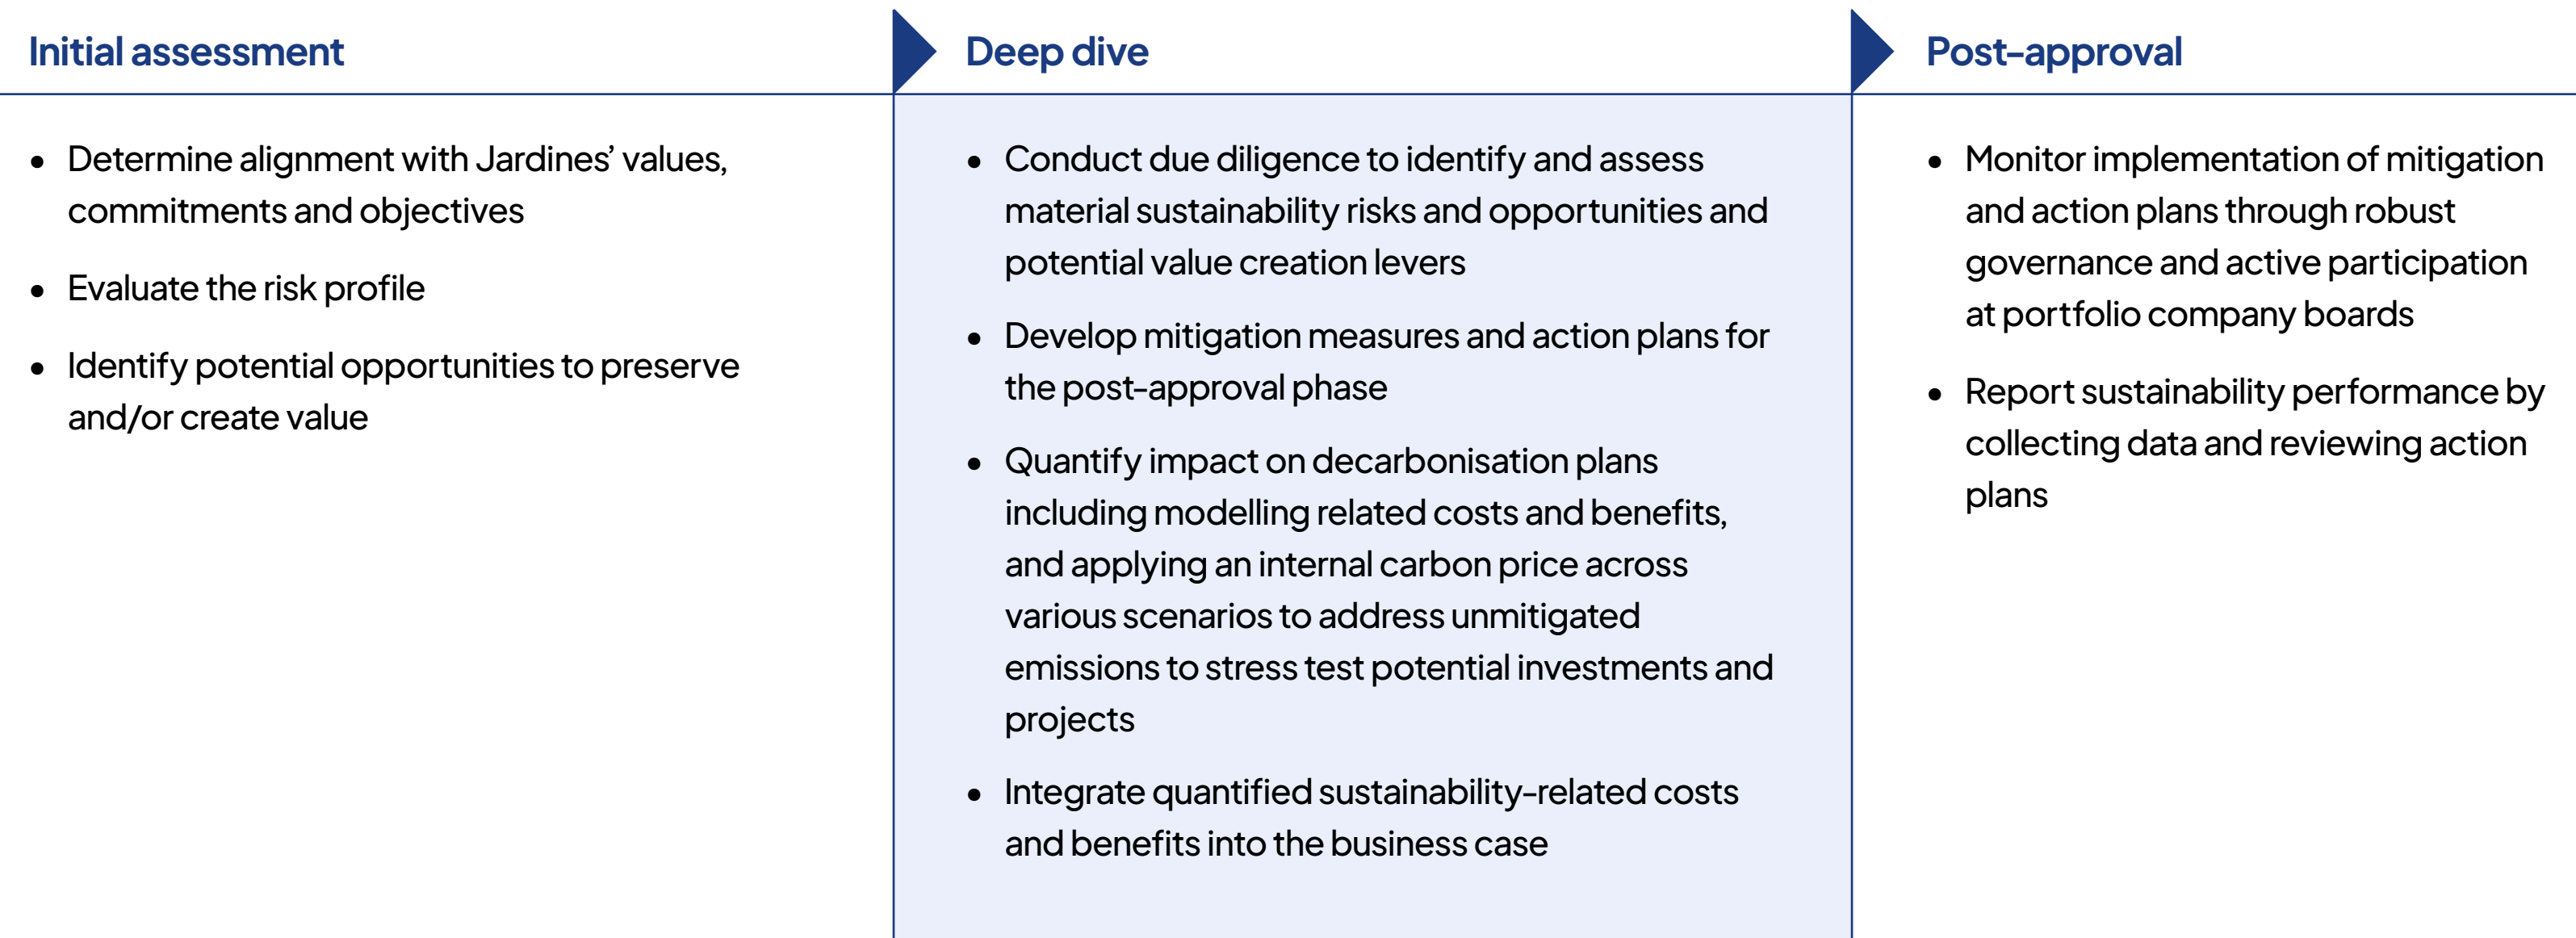 Initial assessment
• Determine alignment with Jardines’ values,
commitments and objectives
• Evaluate the risk profile
• Identify potential opportunities to preserve
and/or create value
Deep dive
• Conduct due diligence to identify and assess
material sustainability risks and opportunities and
potential value creation levers
• Develop mitigation measures and action plans for
the post-approval phase
• Quantify impact on decarbonisation plans
including modelling related costs and benefits,
and applying an internal carbon price across
various scenarios to address unmitigated
emissions to stress test potential investments and
projects
• Integrate quantified sustainability-related costs
and benefits into the business case
Post-approval
• Monitor implementation of mitigation
and action plans through robust
governance and active participation
at portfolio company boards
• Report sustainability performance by
collecting data and reviewing action
plans